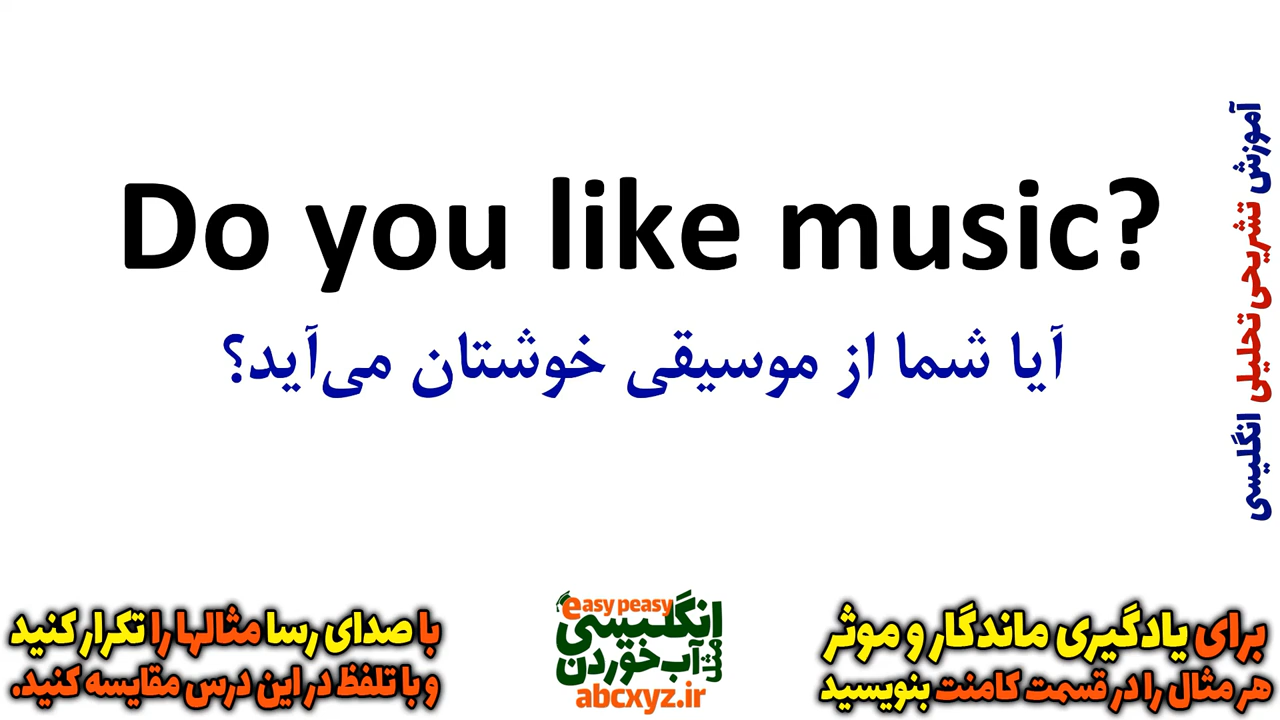 Do you like music?
آیا شما از موسیقی خوشتان می‌آید؟
آموزش تشریحی تحلیلی انگلیسی
برای یادگیری ماندگار و موثر
هر مثال را در قسمت کامنت بنویسید
easy peasy
انگلیسی
مثل آب خوردن
abcxyz.ir
با صدای رسا مثالها را تکرار کنید
و با تلفظ در این درس مقایسه کنید.